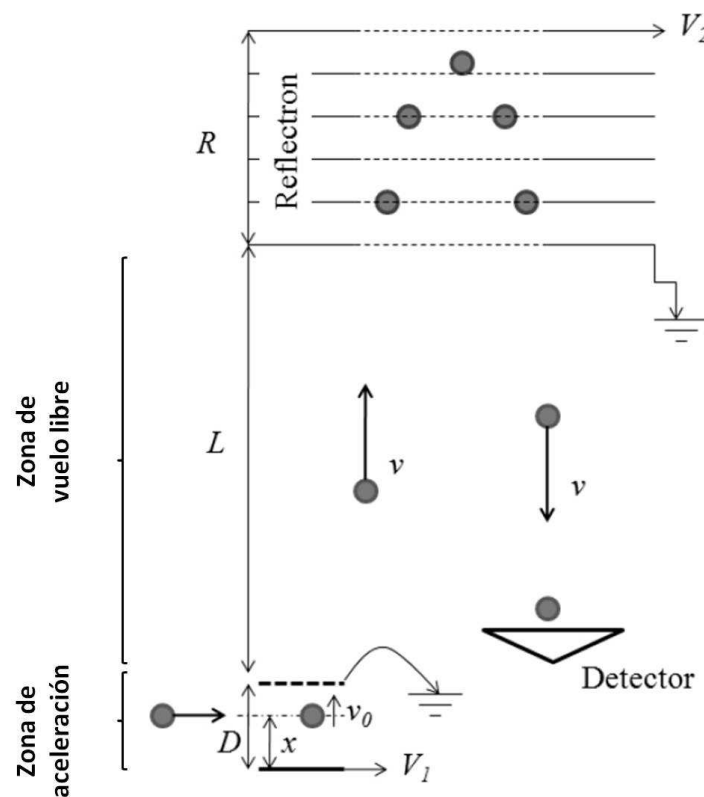 V₂
R
Reflectron
Zona de
vuelo libre
L
v
v
Detector
Zona de
aceleración
v₀
D
x
V₁